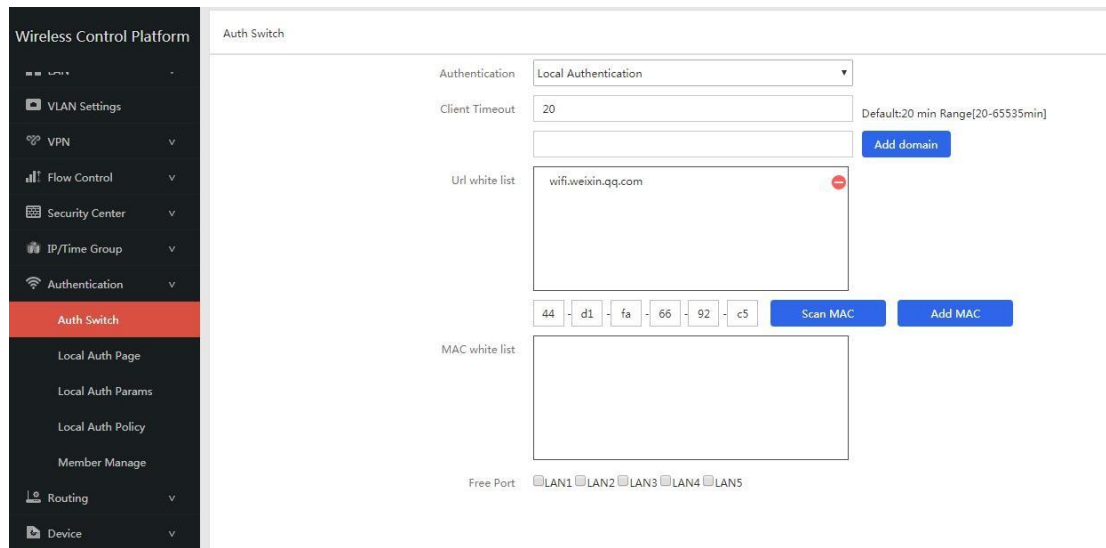 Wireless Control Platform
Auth Switch
LAN
VLAN Settings
VPN
Flow Control
Security Center
IP/Time Group
Authentication
Auth Switch
Local Auth Page
Local Auth Params
Local Auth Policy
Member Manage
Routing
Device
Authentication Local Authentication
Client Timeout 20 Default:20 min Range[20-65535min]
Add domain
Url white list wifi.weixin.qq.com
44 - d1 - fa - 66 - 92 - c5 Scan MAC Add MAC
MAC white list
Free Port LAN1 LAN2 LAN3 LAN4 LAN5